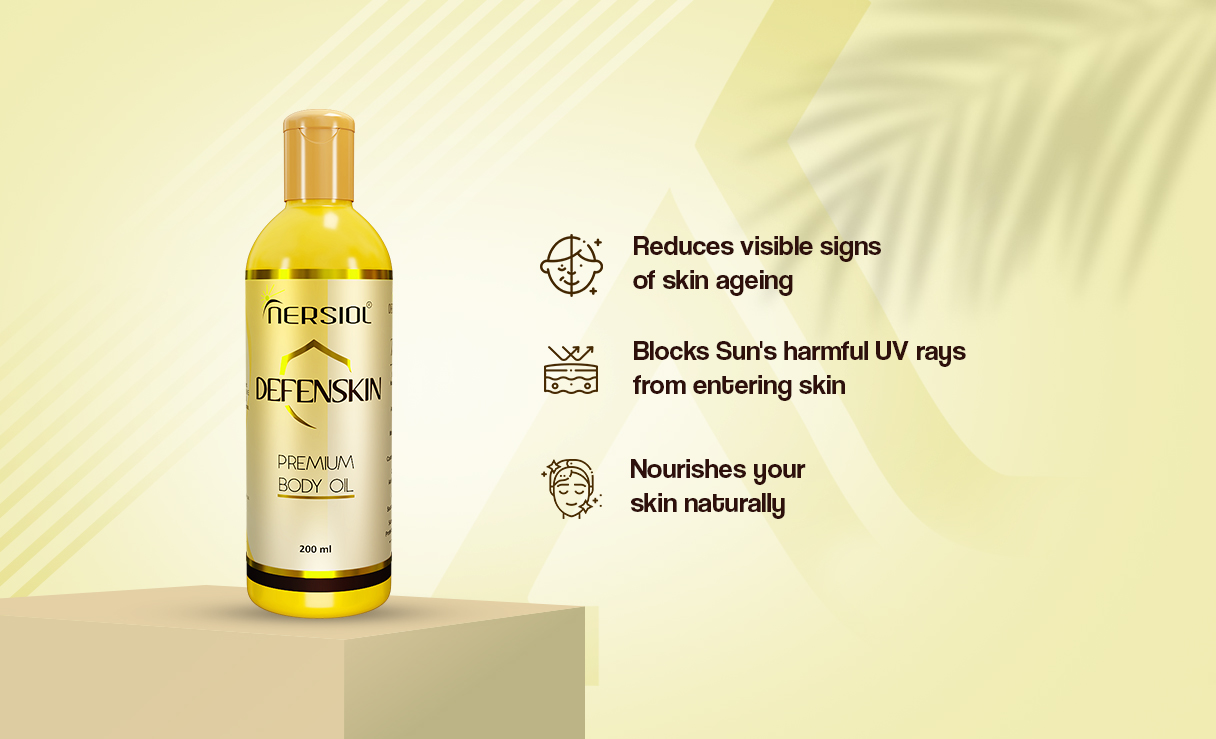 NERSIOL®
DEFENSKIN
PREMIUM
BODY OIL
200 ml
Reduces visible signs
of skin ageing
Blocks Sun's harmful UV rays
from entering skin
Nourishes your
skin naturally